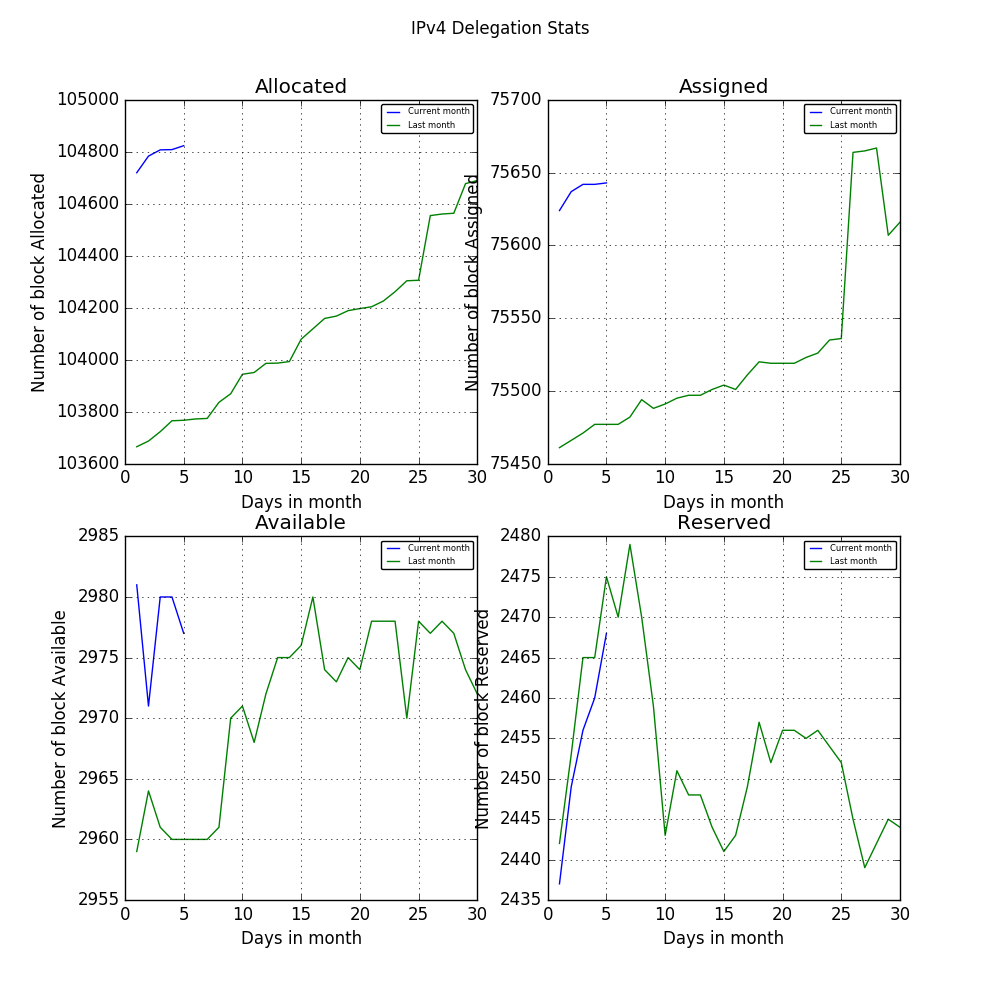 IPv4 Delegation Stats
Allocated
Number of block Allocated
105000
104800
104600
104400
104200
104000
103800
103600
0 5 10 15 20 25 30
Days in month
Current month
Last month
Assigned
Number of block Assigned
75700
75650
75600
75550
75500
75450
0 5 10 15 20 25 30
Days in month
Current month
Last month
Available
Number of block Available
2985
2980
2975
2970
2965
2960
2955
0 5 10 15 20 25 30
Days in month
Current month
Last month
Reserved
Number of block Reserved
2480
2475
2470
2465
2460
2455
2450
2445
2440
2435
0 5 10 15 20 25 30
Days in month
Current month
Last month